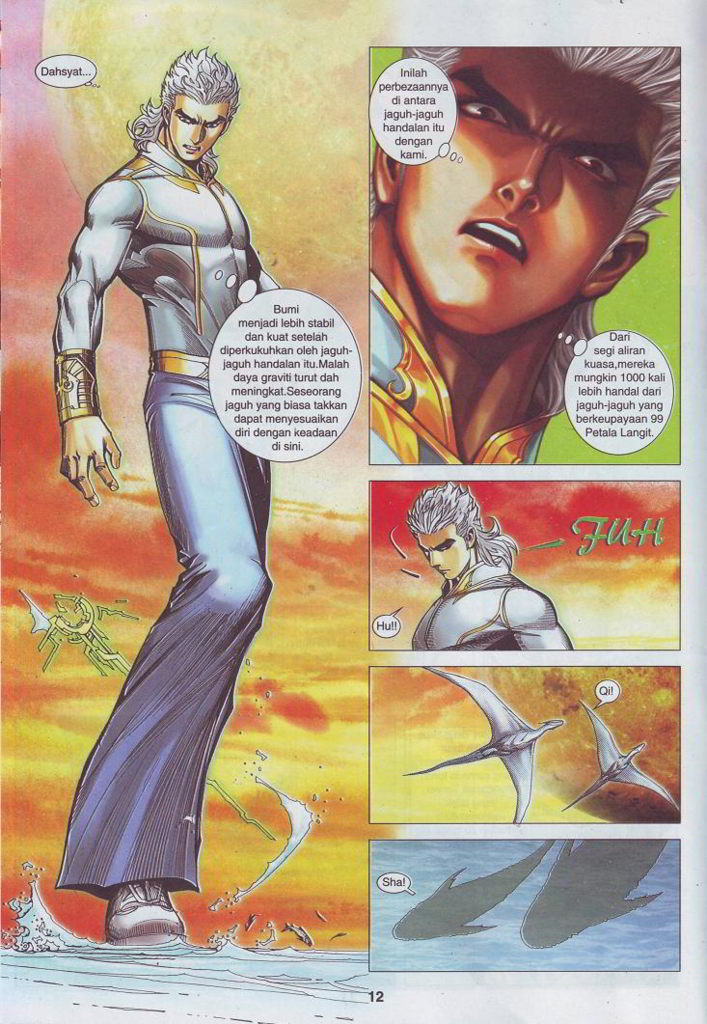 Dahsyat...
Bumi
menjadi lebih stabil
dan kuat setelah
diperkukuhkan oleh jaguh-
jaguh handalan itu.Malah
daya graviti turut dah
meningkat.Seseorang
jaguh yang biasa takkan
dapat menyesuaikan
diri dengan keadaan
di sini.
Inilah
perbezaannya
di antara
jaguh-jaguh
handalan itu
dengan
kami.
Dari
segi aliran
kuasa,mereka
mungkin 1000 kali
lebih handal dari
jaguh-jaguh yang
berkeupayaan 99
Petala Langit.
FUH
Hu!!
Qi!
Sha!
12